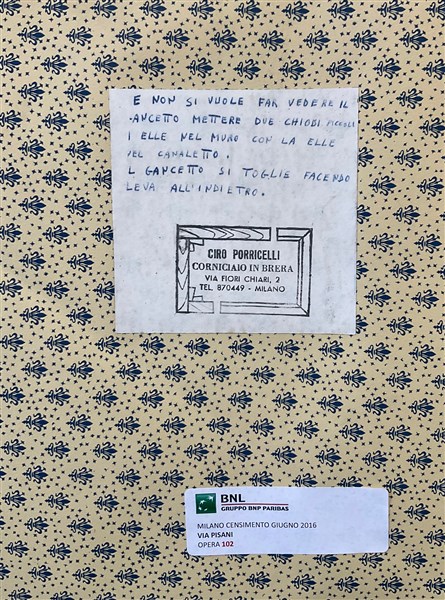 E NON SI VUOLE FAR VEDERE IL
ANCETTO METTERE DUE CHIODI PICCOLI
ELLE NEL MURO CON LA ELLE
DEL CANALETTO.
L GANCETTO SI TOGLIE FACENDO
LEVA ALL'INDIETRO.
CIRO PORRICELLI
CORNICIAIO IN BRERA
VIA FIORI CHIARI, 2
TEL. 870449 - MILANO
BNL
GRUPPO BNP PARIBAS
MILANO CENSIMENTO GIUGNO 2016
VIA PISANI
OPERA 102